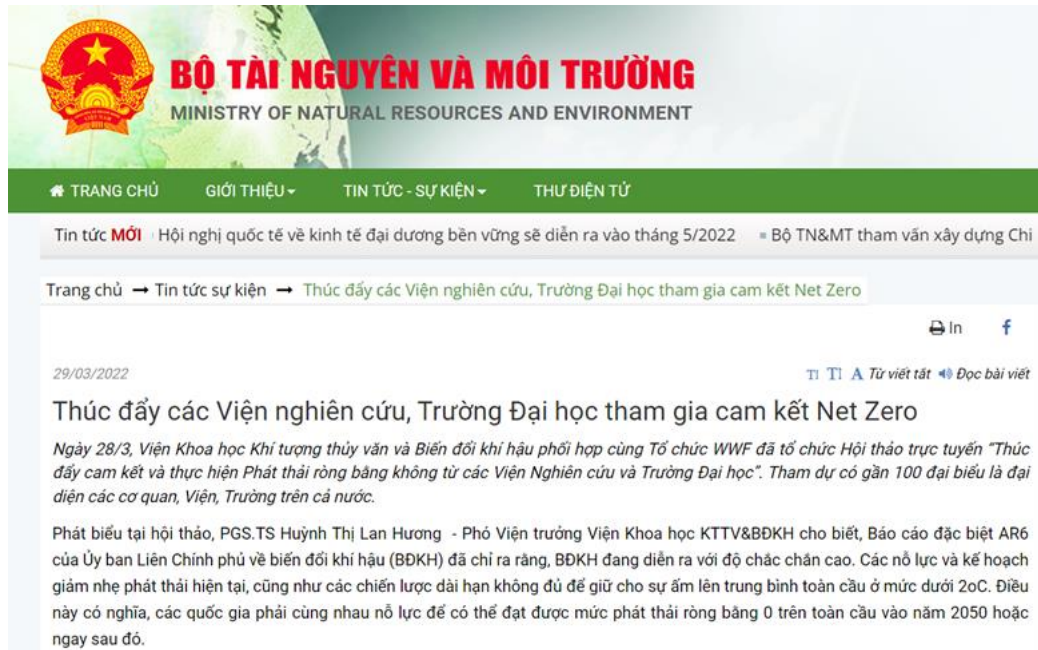 BỘ TÀI NGUYÊN VÀ MÔI TRƯỜNG
MINISTRY OF NATURAL RESOURCES AND ENVIRONMENT
TRANG CHỦ GIỚI THIỆU TIN TỨC - SỰ KIỆN THƯ ĐIỆN TỬ
Tin tức MỚI Hội nghị quốc tế về kinh tế đại dương bền vững sẽ diễn ra vào tháng 5/2022 Bộ TN&MT tham vấn xây dựng Chi
Trang chủ → Tin tức sự kiện → Thúc đẩy các Viện nghiên cứu, Trường Đại học tham gia cam kết Net Zero
In f
29/03/2022 TI TI A Từ viết tắt Đọc bài viết
Thúc đẩy các Viện nghiên cứu, Trường Đại học tham gia cam kết Net Zero
Ngày 28/3, Viện Khoa học Khí tượng thủy văn và Biến đổi khí hậu phối hợp cùng Tổ chức WWF đã tổ chức Hội thảo trực tuyến “Thúc
đẩy cam kết và thực hiện Phát thải ròng bằng không từ các Viện Nghiên cứu và Trường Đại học”. Tham dự có gần 100 đại biểu là đại
diện các cơ quan, Viện, Trường trên cả nước.
Phát biểu tại hội thảo, PGS.TS Huỳnh Thị Lan Hương - Phó Viện trưởng Viện Khoa học KTTV&BĐKH cho biết, Báo cáo đặc biệt AR6
của Ủy ban Liên Chính phủ về biến đổi khí hậu (BĐKH) đã chỉ ra rằng, BĐKH đang diễn ra với độ chắc chắn cao. Các nỗ lực và kế hoạch
giảm nhẹ phát thải hiện tại, cũng như các chiến lược dài hạn không đủ để giữ cho sự ấm lên trung bình toàn cầu ở mức dưới 2oC. Điều
này có nghĩa, các quốc gia phải cùng nhau nỗ lực để có thể đạt được mức phát thải ròng bằng 0 trên toàn cầu vào năm 2050 hoặc
ngay sau đó.